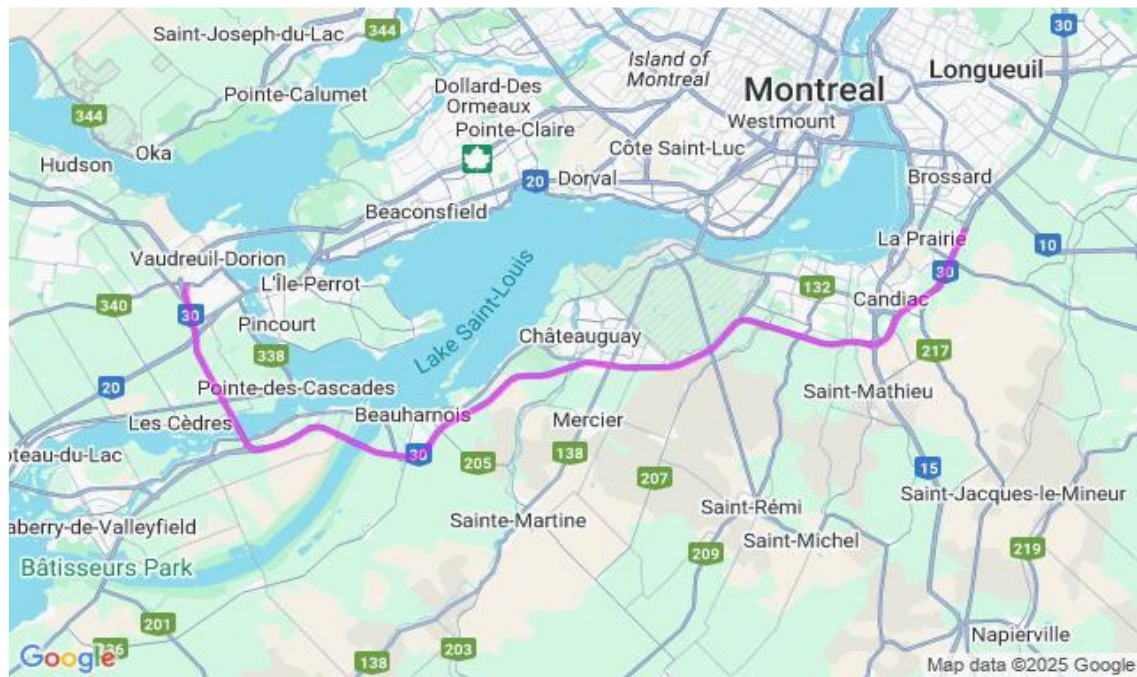 Saint-Joseph-du-Lac
344
30
Island of
Montreal
Longueuil
Dollard-Des
Ormeaux
Pointe-Calumet
Montreal
344
Westmount
Pointe-Claire
Oka
Hudson
Côte Saint-Luc
20
Dorval
Brossard
Beaconsfield
La Prairie
10
Vaudreuil-Dorion
30
L'Île-Perrot
132
340
30
Candiac
Lake Saint-Louis
Pincourt
Châteauguay
338
217
20
Pointe-des-Cascades
Saint-Mathieu
Les Cèdres
Beauharnois
Mercier
30
205
138
oteau-du-Lac
207
15
Saint-Jacques-le-Mineur
Saint-Rémi
Sainte-Martine
aberry-de-Valleyfield
Saint-Michel
209
219
Bâtisseurs Park
201
Napierville
203
138
Google
Map data ©2025 Google